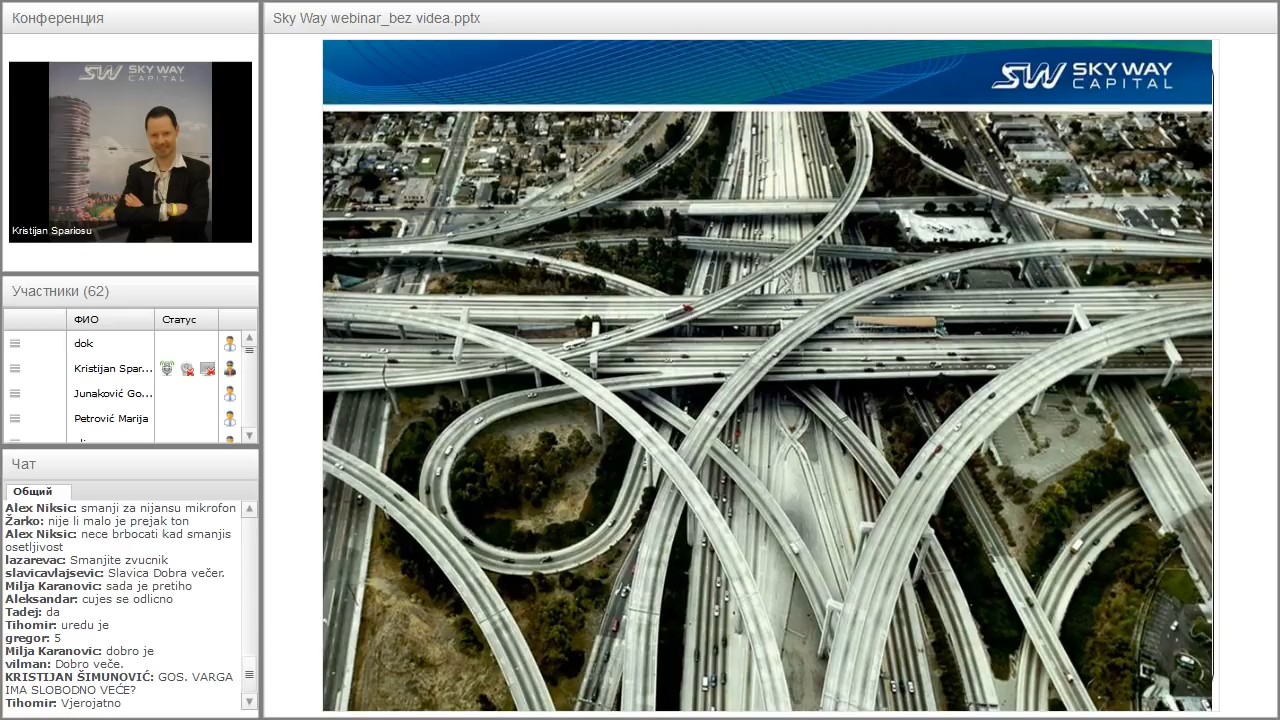 Конференция
SKY WAY
CAPITAL
Kristijan Spariosu
Участники (62)
ФИО Статус
dok
Kristijan Spar...
Junaković Go...
Petrović Marija
Чат
Общий
Alex Niksic: smanji za nijansu mikrofon
Žarko: nije li malo je prejak ton
Alex Niksic: nece brbocati kad smanjis
osetljivost
lazarevac: Smanjite zvucnik
slavicavlajsevic: Slavica Dobra večer.
Milja Karanovic: sada je pretiho
Aleksandar: cujes se odlicno
Tadej: da
Tihomir: uredu je
gregor: 5
Milja Karanovic: dobro je
vilman: Dobro veče.
KRISTIJAN ŠIMUNOVIĆ: GOS. VARGA
IMA SLOBODNO VEĆE?
Tihomir: Vjerojatno
Sky Way webinar_bez videa.pptx
SW SKY WAY
CAPITAL